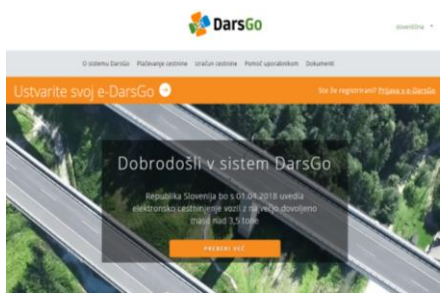 DarsGo
slovenščina
O sistemu DarsGo Plačevanje cestnine Izračun cestnine Pomoč uporabnikom Dokumenti
Ustvarite svoj e-DarsGo
Ste že registrirani? Prijava v e-DarsGo
Dobrodošli v sistem DarsGo
Republika Slovenija bo s 01.04.2018 uvedla
elektronsko cestninjenje vozil z na večjo dovoljeno
maso nad 3,5 tone
PREBERI VEČ